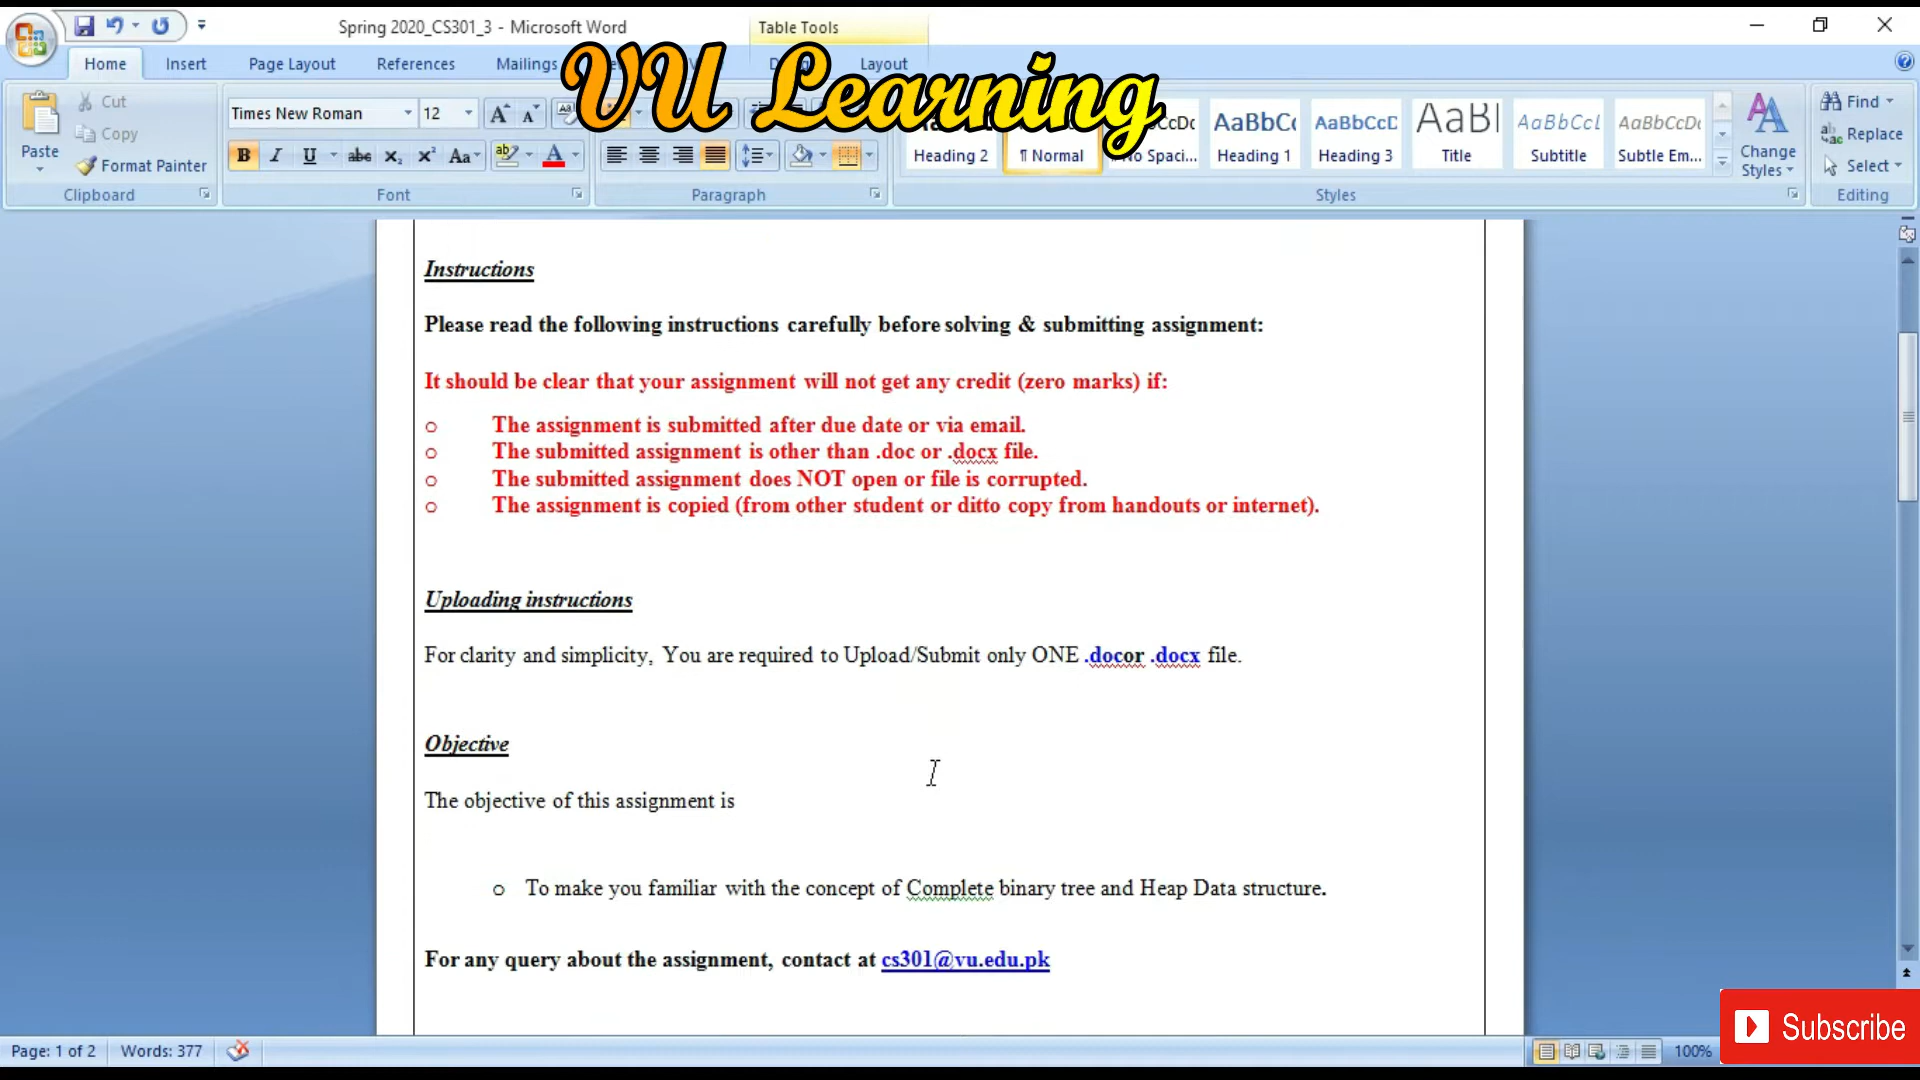 Spring 2020_CS301_3 - Microsoft Word
Table Tools
Home Insert Page Layout References Mailings Layout
VU Learning
Paste
Cut
Copy
Format Painter
Clipboard
Times New Roman 12
Font
Paragraph
Heading 2
¶ Normal
No Spaci...
AaBbC
Heading 1
AaBbCcD
Heading 3
AaBl
Title
AaBbCcL
Subtitle
AaBbCcDc
Subtle Em...
Change
Styles
Styles
Find
Replace
Select
Editing
Instructions
Please read the following instructions carefully before solving & submitting assignment:
It should be clear that your assignment will not get any credit (zero marks) if:
o The assignment is submitted after due date or via email.
o The submitted assignment is other than .doc or .docx file.
o The submitted assignment does NOT open or file is corrupted.
o The assignment is copied (from other student or ditto copy from handouts or internet).
Uploading instructions
For clarity and simplicity, You are required to Upload/Submit only ONE .docor .docx file.
Objective
The objective of this assignment is
o To make you familiar with the concept of Complete binary tree and Heap Data structure.
For any query about the assignment, contact at cs301@vu.edu.pk
Page: 1 of 2 Words: 377
100%
Subscribe